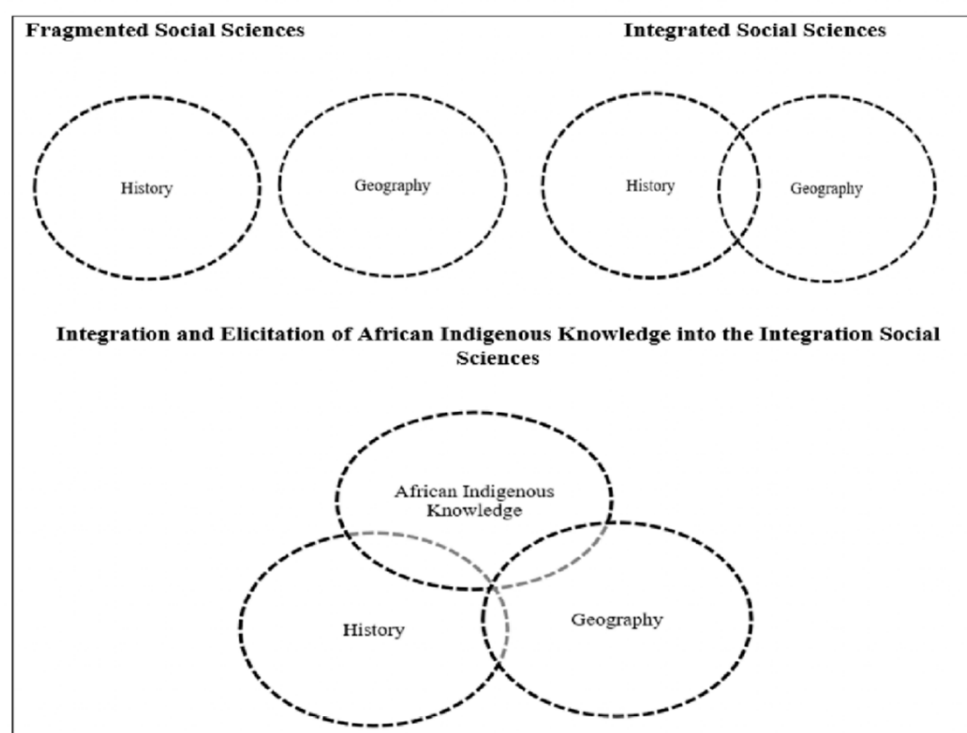 Fragmented Social Sciences
Integrated Social Sciences
History
Geography
History
Geography
Integration and Elicitation of African Indigenous Knowledge into the Integration Social
Sciences
African Indigenous
Knowledge
History
Geography